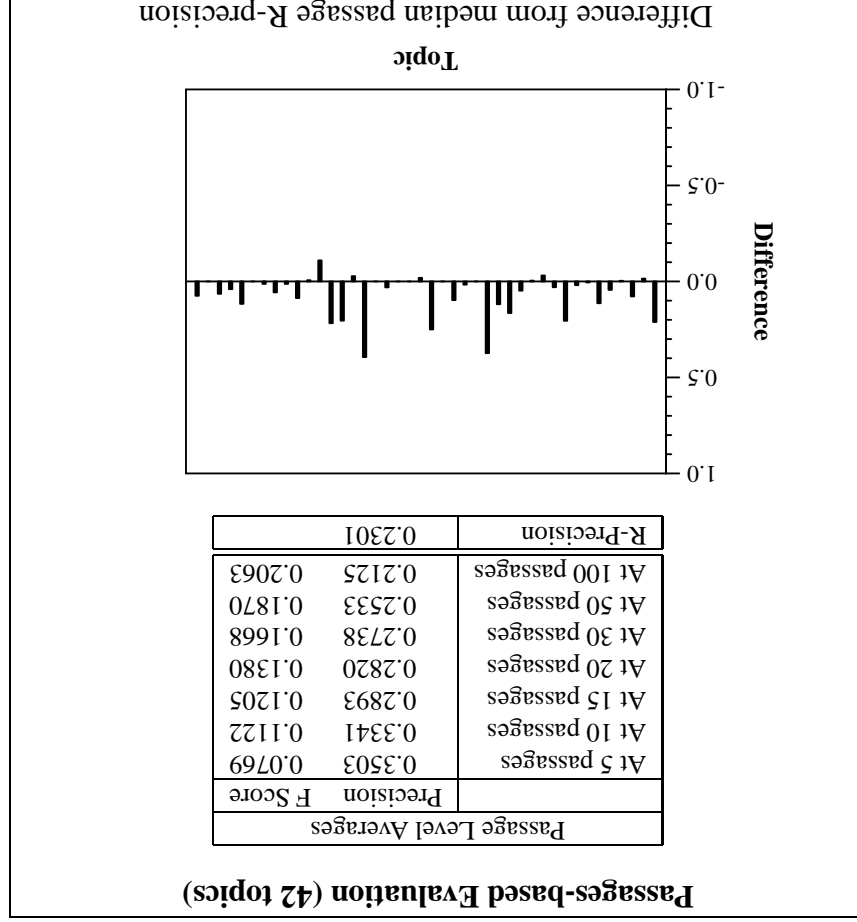 Passages-based Evaluation (42 topics)
Passage Level Averages
Precision F Score
At 5 passages 0.3503 0.0769
At 10 passages 0.3341 0.1122
At 15 passages 0.2893 0.1205
At 20 passages 0.2820 0.1380
At 30 passages 0.2738 0.1668
At 50 passages 0.2533 0.1870
At 100 passages 0.2125 0.2063
R-Precision 0.2301
1.0
0.5
0.0
-0.5
-1.0
Difference
Topic
Difference from median passage R-precision